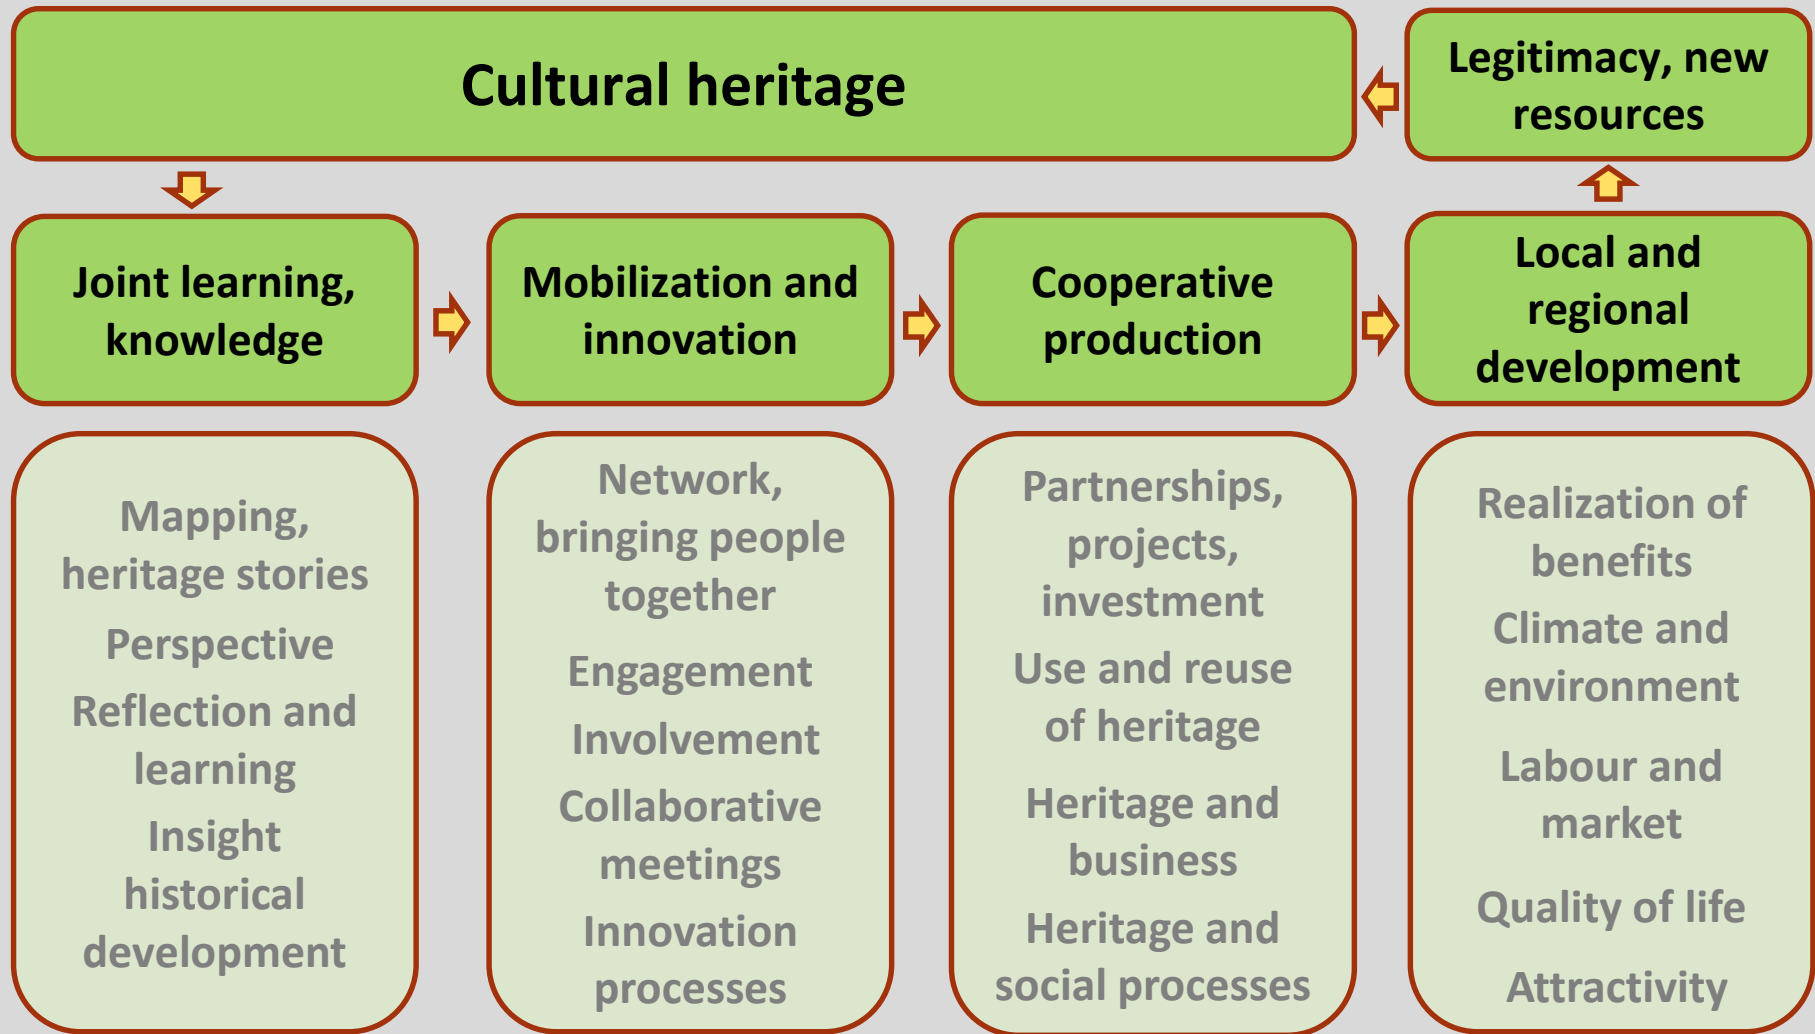 Cultural heritage
Legitimacy, new
resources
Joint learning,
knowledge
Mobilization and
innovation
Cooperative
production
Local and
regional
development
Mapping,
heritage stories
Perspective
Reflection and
learning
Insight
historical
development
Network,
bringing people
together
Engagement
Involvement
Collaborative
meetings
Innovation
processes
Partnerships,
projects,
investment
Use and reuse
of heritage
Heritage and
business
Heritage and
social processes
Realization of
benefits
Climate and
environment
Labour and
market
Quality of life
Attractivity